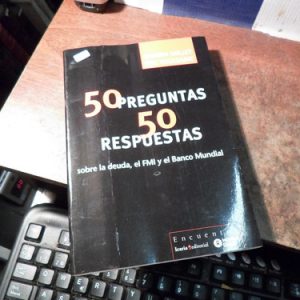 50 PREGUNTAS
50
RESPUESTAS
sobre la deuda, el FMI y el Banco Mundial
Icaria editorial